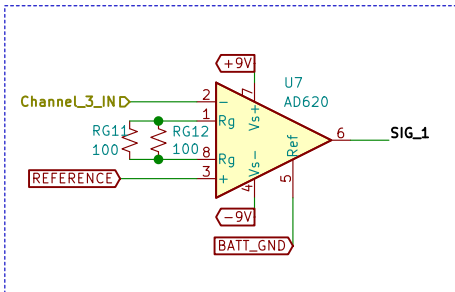 +9V
U7
AD620
7
Vs+
Channel_3_IN
2
-
1
Rg
RG11
100
RG12
100
6
SIG_1
8
Rg
Ref
REFERENCE
3
+
Vs-
4
5
-9V
BATT_GND